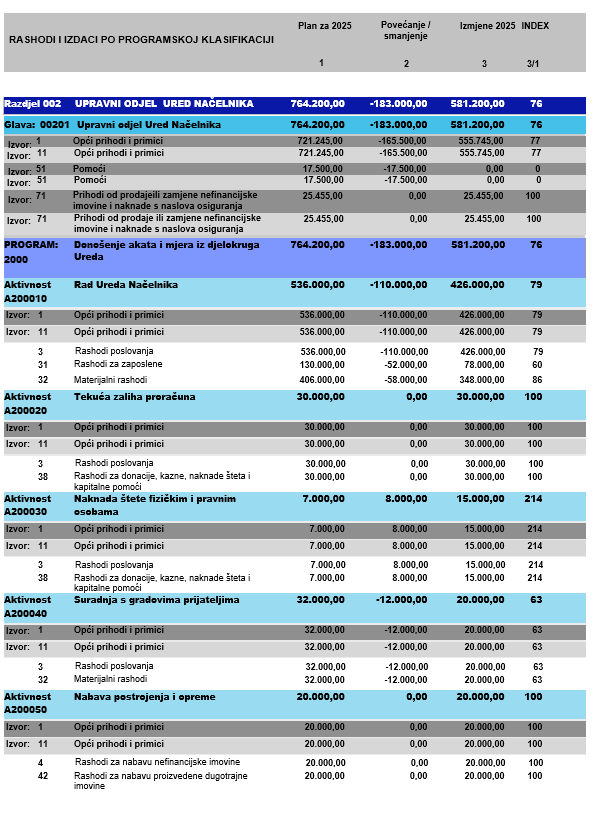 RASHODI I IZDACI PO PROGRAMSKOJ KLASIFIKACIJI Plan za 2025 Povećanje / smanjenje Izmjene 2025 INDEX
1 2 3 3/1
Razdjel 002 UPRAVNI ODJEL URED NAČELNIKA 764.200,00 -183.000,00 581.200,00 76
Glava: 00201 Upravni odjel Ured Načelnika 764.200,00 -183.000,00 581.200,00 76
Izvor: 1 Opći prihodi i primici 721.245,00 -165.500,00 555.745,00 77
Izvor: 11 Opći prihodi i primici 721.245,00 -165.500,00 555.745,00 77
Izvor: 51 Pomoći 17.500,00 -17.500,00 0,00 0
Izvor: 51 Pomoći 17.500,00 -17.500,00 0,00 0
Izvor: 71 Prihodi od prodajeili zamjene nefinancijske 25.455,00 0,00 25.455,00 100
imovine i naknade s naslova osiguranja
Izvor: 71 Prihodi od prodaje ili zamjene nefinancijske 25.455,00 0,00 25.455,00 100
imovine i naknade s naslova osiguranja
PROGRAM: Donošenje akata i mjera iz djelokruga 764.200,00 -183.000,00 581.200,00 76
2000 Ureda
Aktivnost Rad Ureda Načelnika 536.000,00 -110.000,00 426.000,00 79
A200010
Izvor: 1 Opći prihodi i primici 536.000,00 -110.000,00 426.000,00 79
Izvor: 11 Opći prihodi i primici 536.000,00 -110.000,00 426.000,00 79
3 Rashodi poslovanja 536.000,00 -110.000,00 426.000,00 79
31 Rashodi za zaposlene 130.000,00 -52.000,00 78.000,00 60
32 Materijalni rashodi 406.000,00 -58.000,00 348.000,00 86
Aktivnost Tekuća zaliha proračuna 30.000,00 0,00 30.000,00 100
A200020
Izvor: 1 Opći prihodi i primici 30.000,00 0,00 30.000,00 100
Izvor: 11 Opći prihodi i primici 30.000,00 0,00 30.000,00 100
3 Rashodi poslovanja 30.000,00 0,00 30.000,00 100
38 Rashodi za donacije, kazne, naknade šteta i 30.000,00 0,00 30.000,00 100
kapitalne pomoći
Aktivnost Naknada štete fizičkim i pravnim 7.000,00 8.000,00 15.000,00 214
A200030 osobama
Izvor: 1 Opći prihodi i primici 7.000,00 8.000,00 15.000,00 214
Izvor: 11 Opći prihodi i primici 7.000,00 8.000,00 15.000,00 214
3 Rashodi poslovanja 7.000,00 8.000,00 15.000,00 214
38 Rashodi za donacije, kazne, naknade šteta i 7.000,00 8.000,00 15.000,00 214
kapitalne pomoći
Aktivnost Suradnja s gradovima prijateljima 32.000,00 -12.000,00 20.000,00 63
A200040
Izvor: 1 Opći prihodi i primici 32.000,00 -12.000,00 20.000,00 63
Izvor: 11 Opći prihodi i primici 32.000,00 -12.000,00 20.000,00 63
3 Rashodi poslovanja 32.000,00 -12.000,00 20.000,00 63
32 Materijalni rashodi 32.000,00 -12.000,00 20.000,00 63
Aktivnost Nabava postrojenja i opreme 20.000,00 0,00 20.000,00 100
A200050
Izvor: 1 Opći prihodi i primici 20.000,00 0,00 20.000,00 100
Izvor: 11 Opći prihodi i primici 20.000,00 0,00 20.000,00 100
4 Rashodi za nabavu nefinancijske imovine 20.000,00 0,00 20.000,00 100
42 Rashodi za nabavu proizvedene dugotrajne 20.000,00 0,00 20.000,00 100
imovine